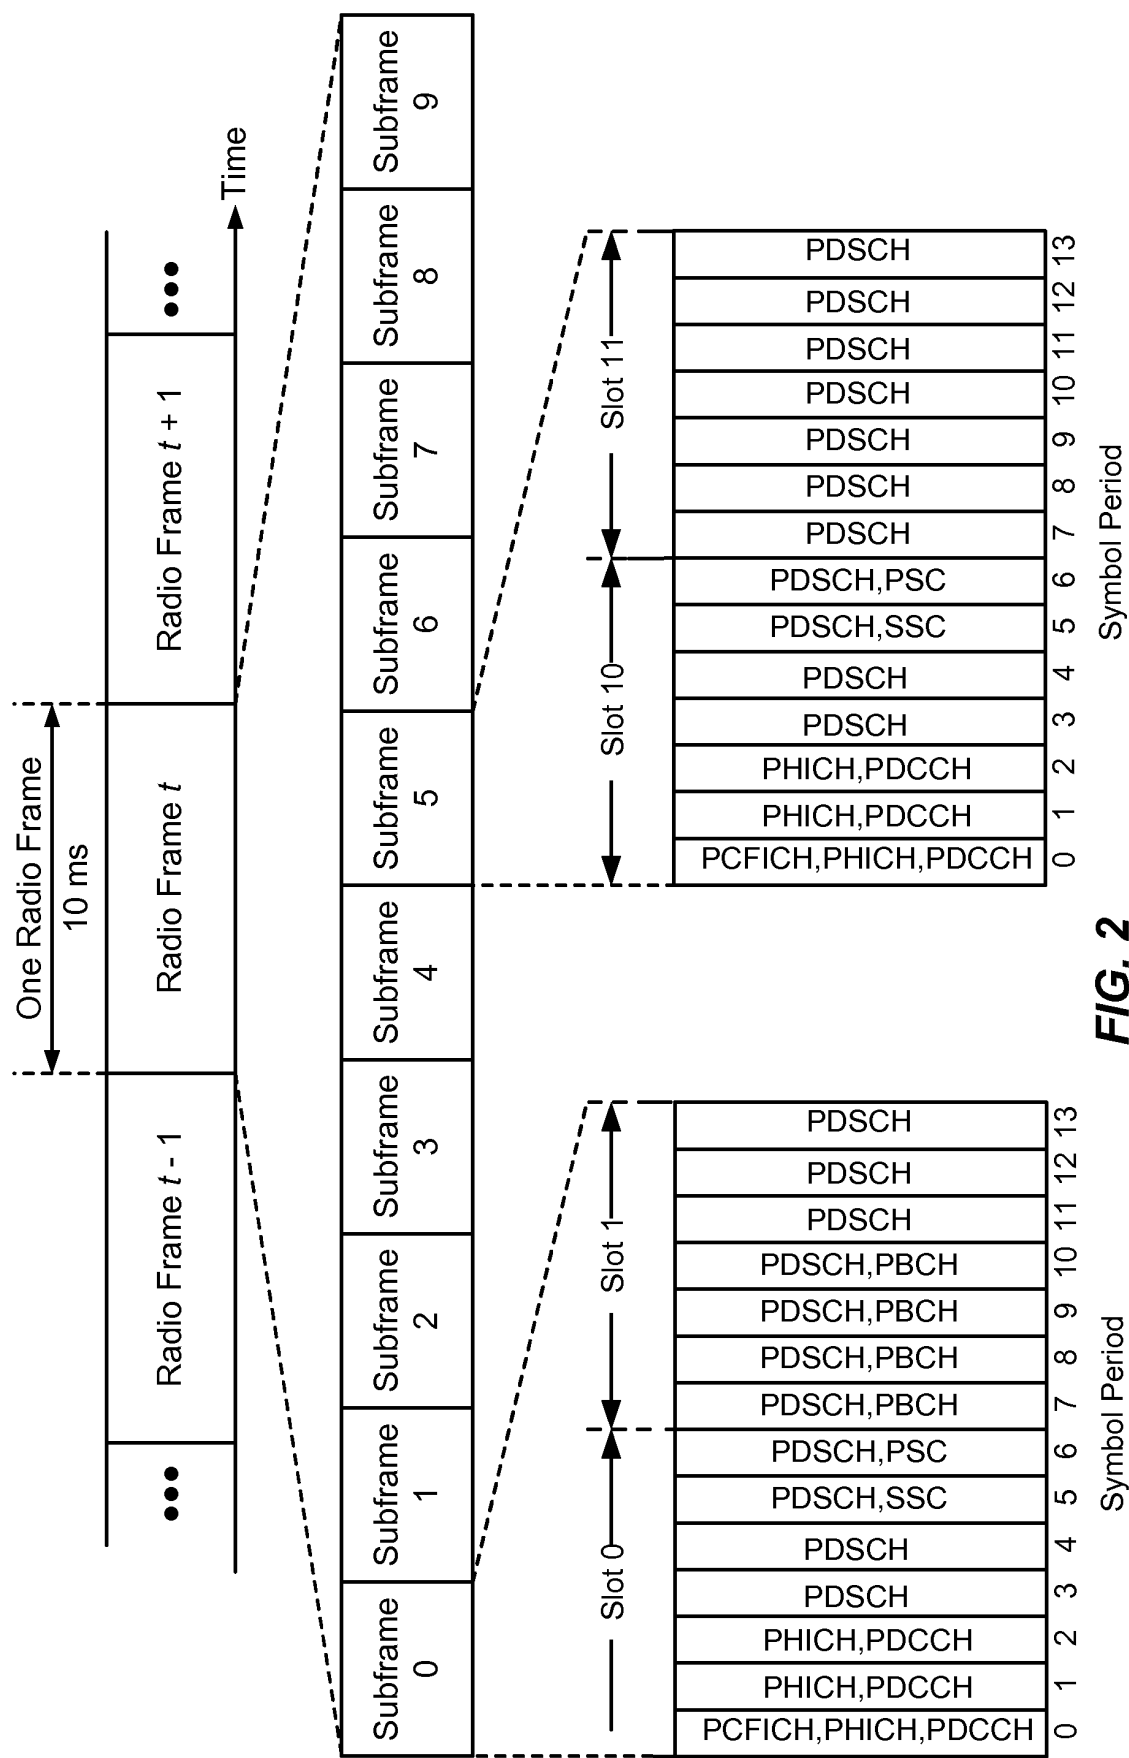 One Radio Frame
10 ms
Radio Frame t - 1
Radio Frame t
Radio Frame t + 1
Time
Subframe
0
Subframe
1
Subframe
2
Subframe
3
Subframe
4
Subframe
5
Subframe
6
Subframe
7
Subframe
8
Subframe
9
Slot 0
Slot 1
PCFICH,PHICH,PDCCH
PHICH,PDCCH
PHICH,PDCCH
PDSCH
PDSCH
PDSCH,SSC
PDSCH,PSC
PDSCH,PBCH
PDSCH,PBCH
PDSCH,PBCH
PDSCH,PBCH
PDSCH
PDSCH
PDSCH
0 1 2 3 4 5 6 7 8 9 10 11 12 13
Symbol Period
Slot 10
Slot 11
PCFICH,PHICH,PDCCH
PHICH,PDCCH
PHICH,PDCCH
PDSCH
PDSCH
PDSCH,SSC
PDSCH,PSC
PDSCH
PDSCH
PDSCH
PDSCH
PDSCH
PDSCH
PDSCH
0 1 2 3 4 5 6 7 8 9 10 11 12 13
Symbol Period
FIG. 2